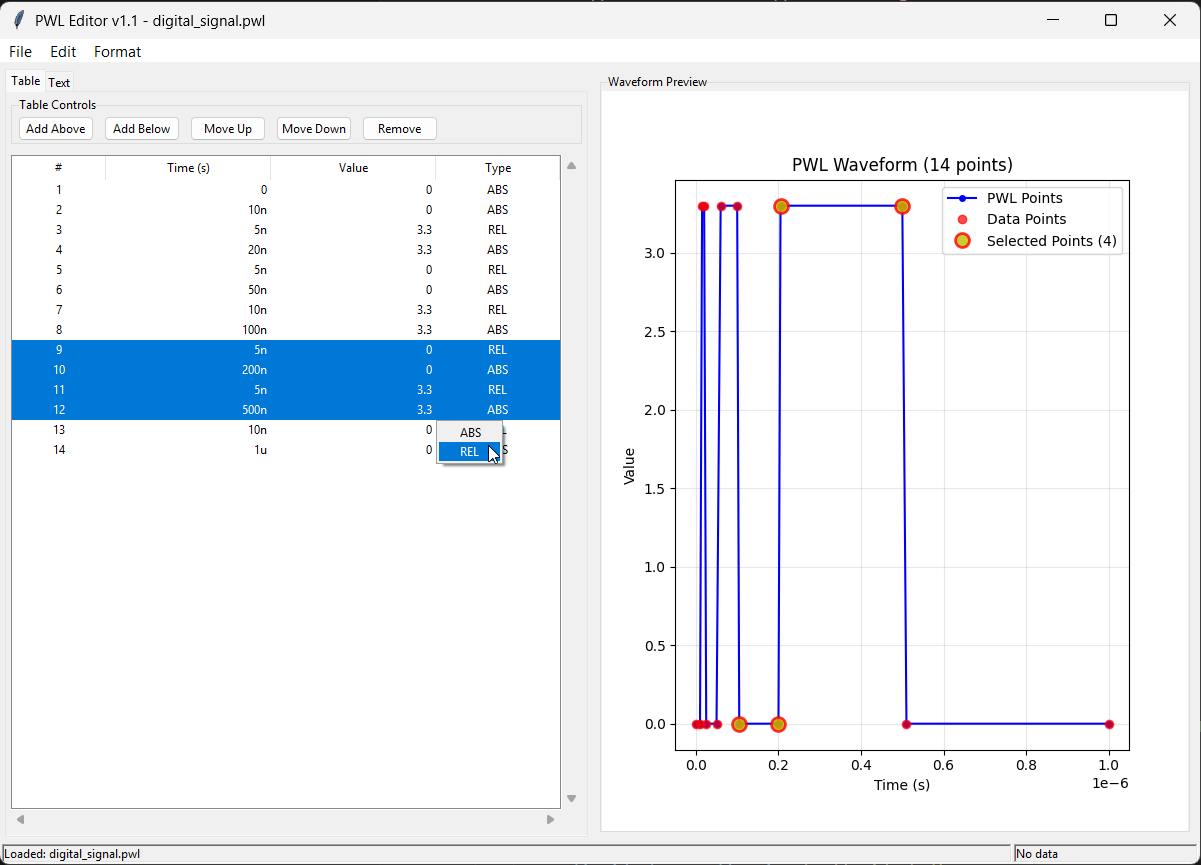 PWL Editor v1.1 - digital_signal.pwl
File Edit Format
Table Text
Table Controls
Add Above Add Below Move Up Move Down Remove
# Time (s) Value Type
1 0 0 ABS
2 10n 0 ABS
3 5n 3.3 REL
4 20n 3.3 ABS
5 5n 0 REL
6 50n 0 ABS
7 10n 3.3 REL
8 100n 3.3 ABS
9 5n 0 REL
10 200n 0 ABS
11 5n 3.3 REL
12 500n 3.3 ABS
13 10n 0
14 1u 0
ABS
REL
Waveform Preview
PWL Waveform (14 points)
PWL Points
Data Points
Selected Points (4)
3.0
2.5
2.0
1.5
1.0
0.5
0.0
Value
0.0 0.2 0.4 0.6 0.8 1.0
1e−6
Time (s)
Loaded: digital_signal.pwl
No data